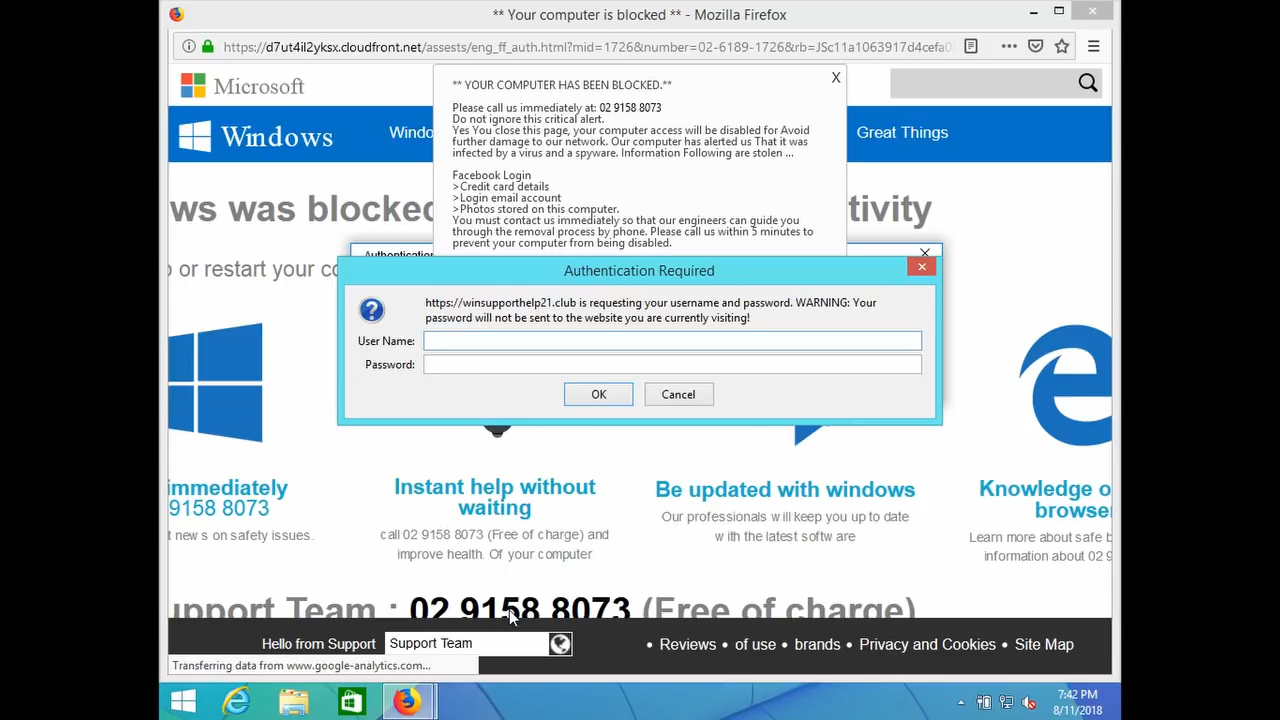 ** Your computer is blocked ** - Mozilla Firefox
https://d7ut4il2yksx.cloudfront.net/assests/eng_ff_auth.html?mid=1726&number=02-6189-1726&rb=JSc11a1063917d4cefa0
Microsoft
X
** YOUR COMPUTER HAS BEEN BLOCKED.**
Please call us immediately at: 02 9158 8073
Do not ignore this critical alert.
Yes You close this page, your computer access will be disabled for Avoid
further damage to our network. Our computer has alerted us That it was
infected by a virus and a spyware. Information Following are stolen ...
Facebook Login
>Credit card details
>Login email account
>Photos stored on this computer.
You must contact us immediately so that our engineers can guide you
through the removal process by phone. Please call us within 5 minutes to
prevent your computer from being disabled.
Windows
Windo
Great Things
ws was blocked
tivity
o or restart your co
Authentication
Authentication Required
https://winsupporthelp21.club is requesting your username and password. WARNING: Your
password will not be sent to the website you are currently visiting!
User Name:
Password:
OK
Cancel
immediately
9158 8073
t new s on safety issues.
Instant help without
waiting
call 02 9158 8073 (Free of charge) and
improve health. Of your computer
Be updated with windows
Our professionals will keep you up to date
w ith the latest softw are
Knowledge o
browse
Learn more about safe b
information about 02 9
upport Team : 02 9158 8073 (Free of charge)
Hello from Support
Support Team
• Reviews • of use • brands • Privacy and Cookies • Site Map
Transferring data from www.google-analytics.com...
7:42 PM
8/11/2018